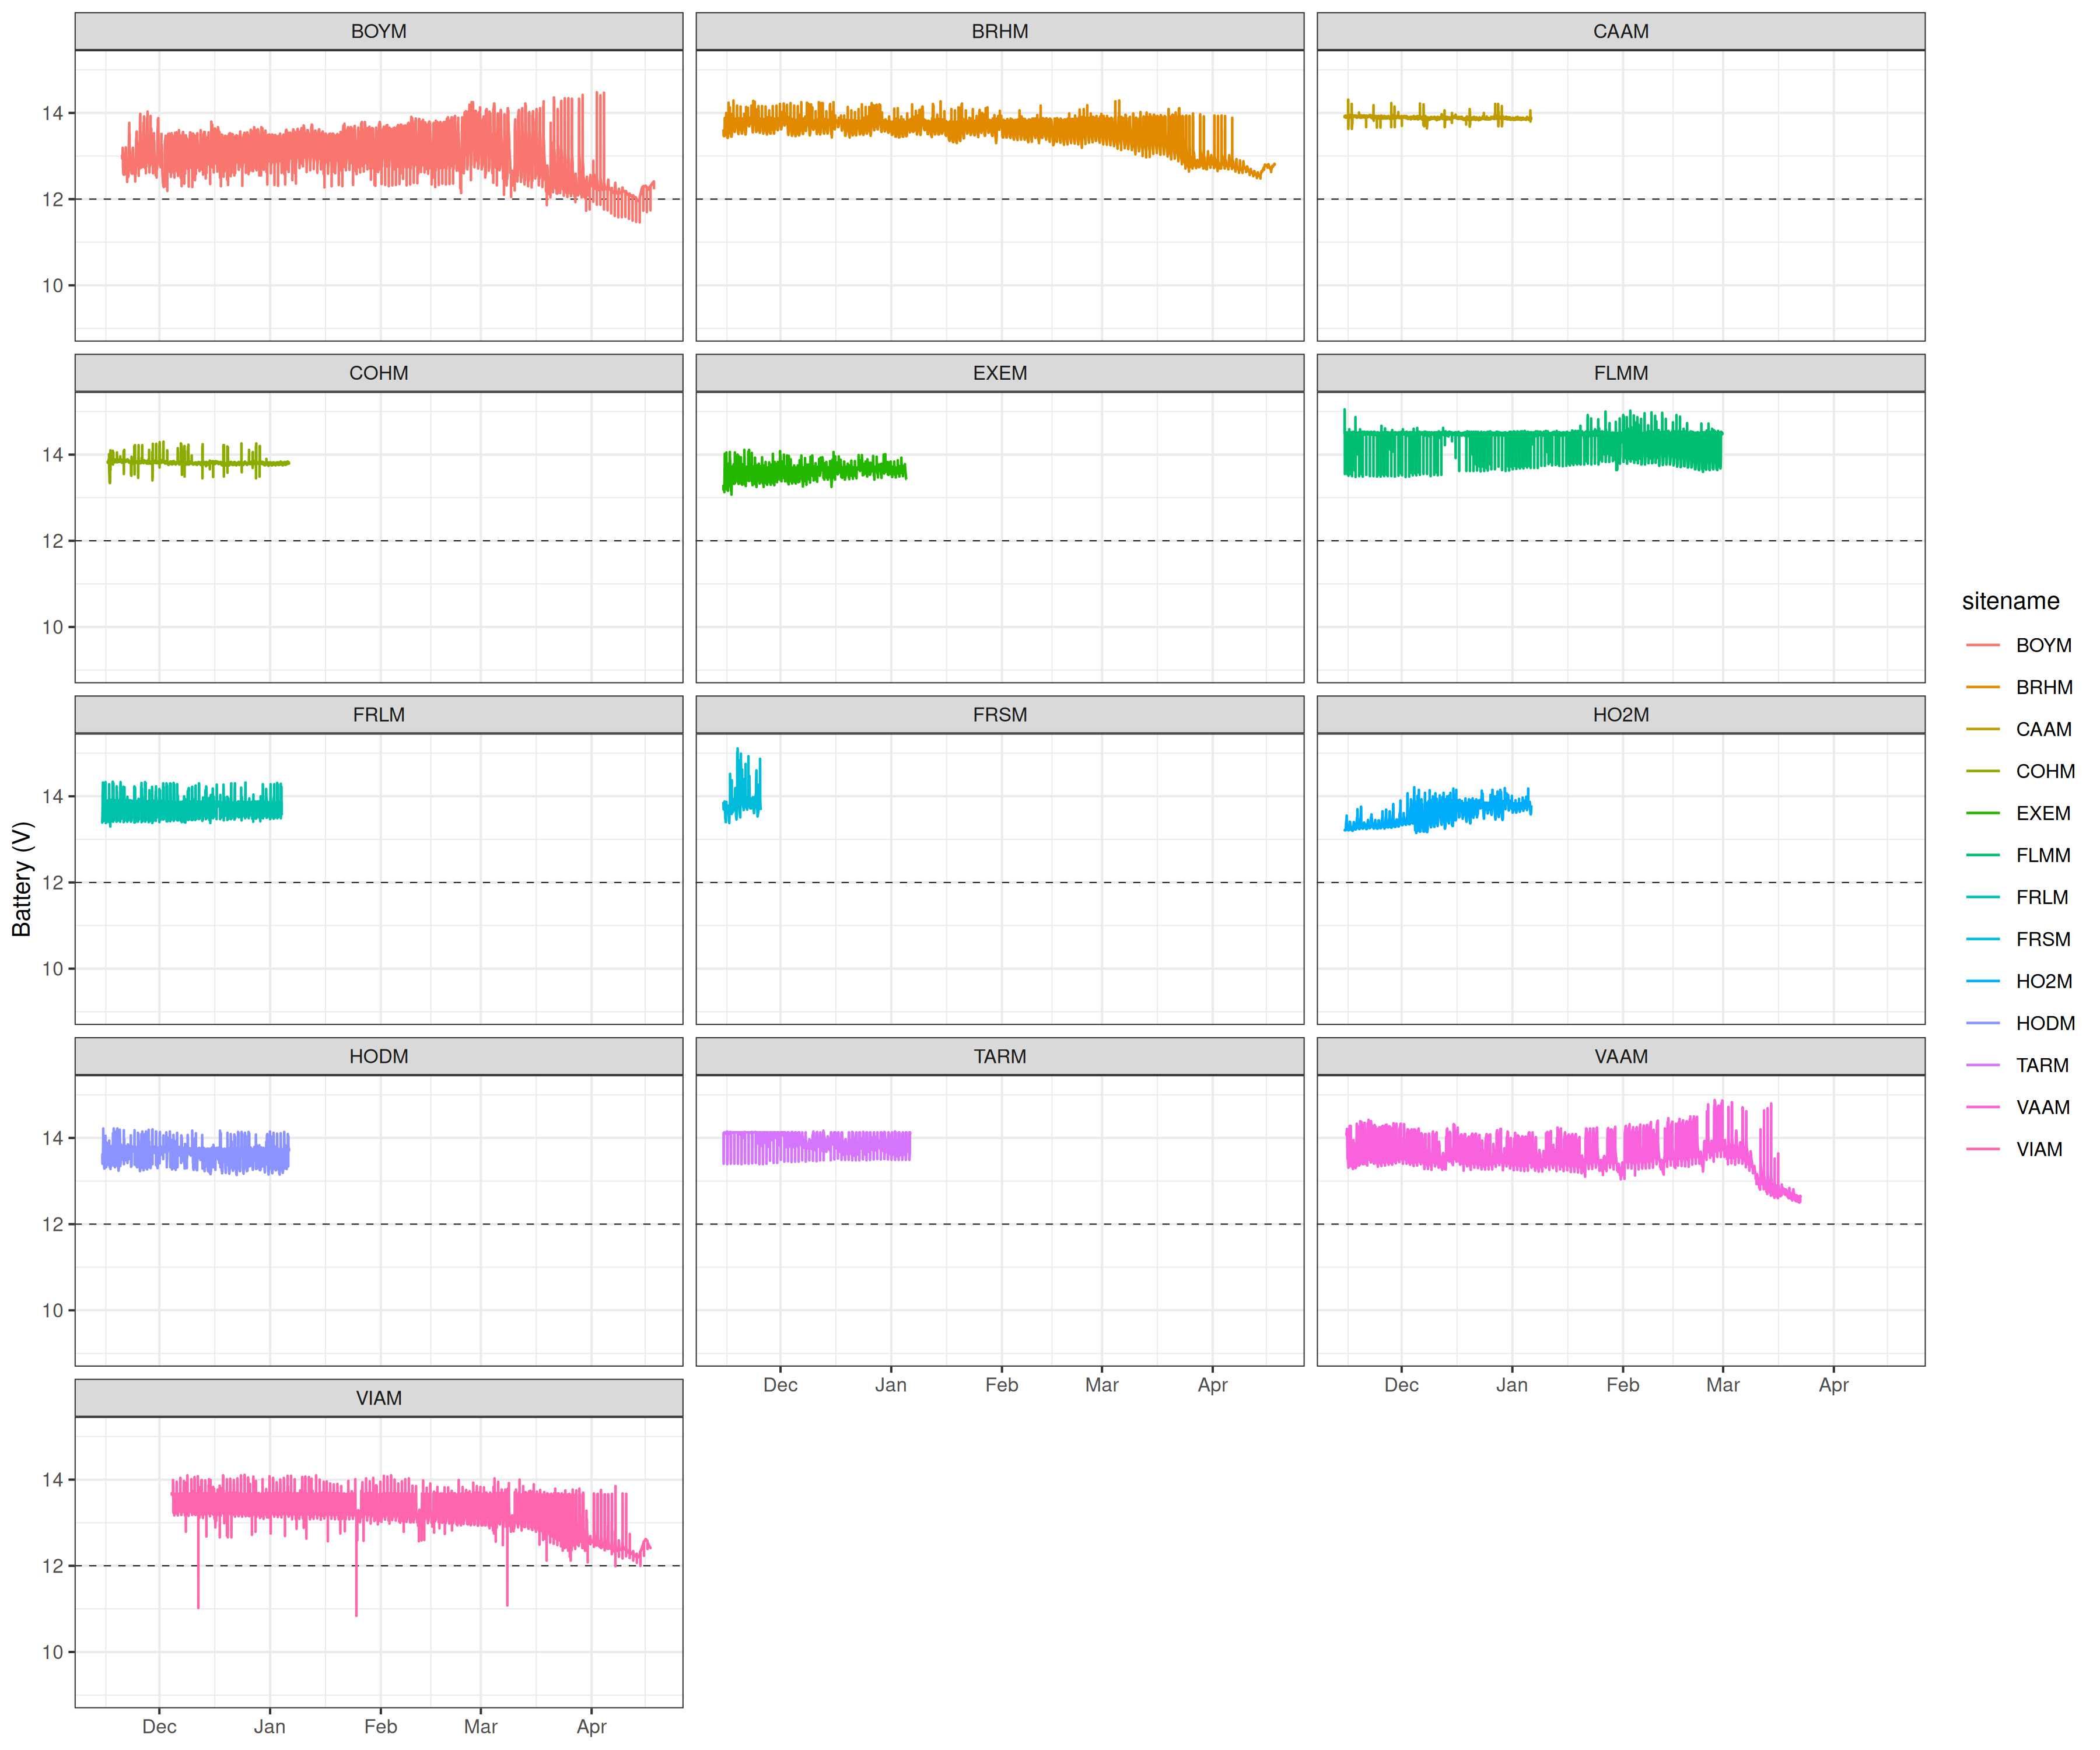 BOYM BRHM CAAM
14
12
10
COHM EXEM FLMM
14
12
10
FRLM FRSM HO2M
14
12
10
HODM TARM VAAM
14
12
10
Dec Jan Feb Mar Apr Dec Jan Feb Mar Apr
VIAM
14
12
10
Dec Jan Feb Mar Apr
Battery (V)
sitename
BOYM
BRHM
CAAM
COHM
EXEM
FLMM
FRLM
FRSM
HO2M
HODM
TARM
VAAM
VIAM